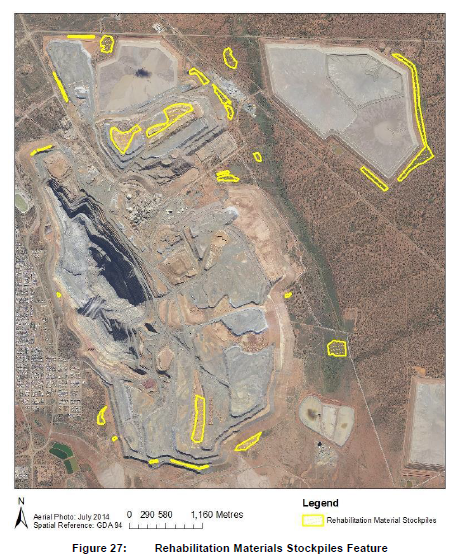 N
Aerial Photo: July 2014
Spatial Reference: GDA 94
0 290 580 1,160 Metres
Legend
Rehabilitation Material Stockpiles
Figure 27: Rehabilitation Materials Stockpiles Feature